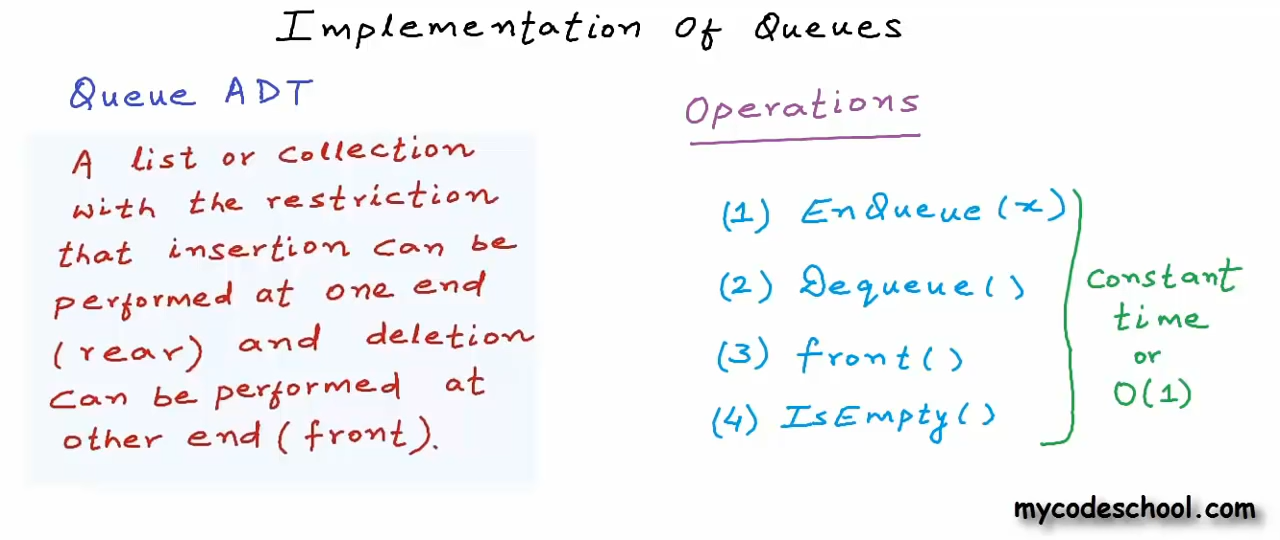 Implementation Of Queues
Queue ADT
A list or collection
with the restriction
that insertion can be
performed at one end
(rear) and deletion
can be performed at
other end (front).
Operations
(1) EnQueue(x)
(2) Dequeue()
(3) front()
(4) IsEmpty()
constant
time
or
O(1)
mycodeschool.com